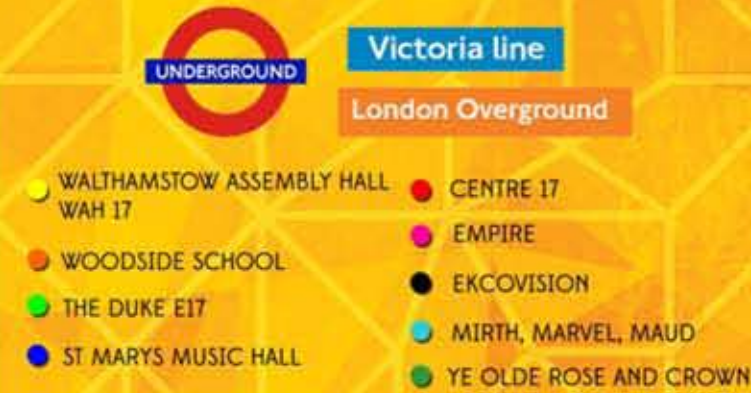 UNDERGROUND
Victoria line
London Overground
WALTHAMSTOW ASSEMBLY HALL
WAH 17
WOODSIDE SCHOOL
THE DUKE E17
ST MARYS MUSIC HALL
CENTRE 17
EMPIRE
EKCOVISION
MIRTH, MARVEL, MAUD
YE OLDE ROSE AND CROWN